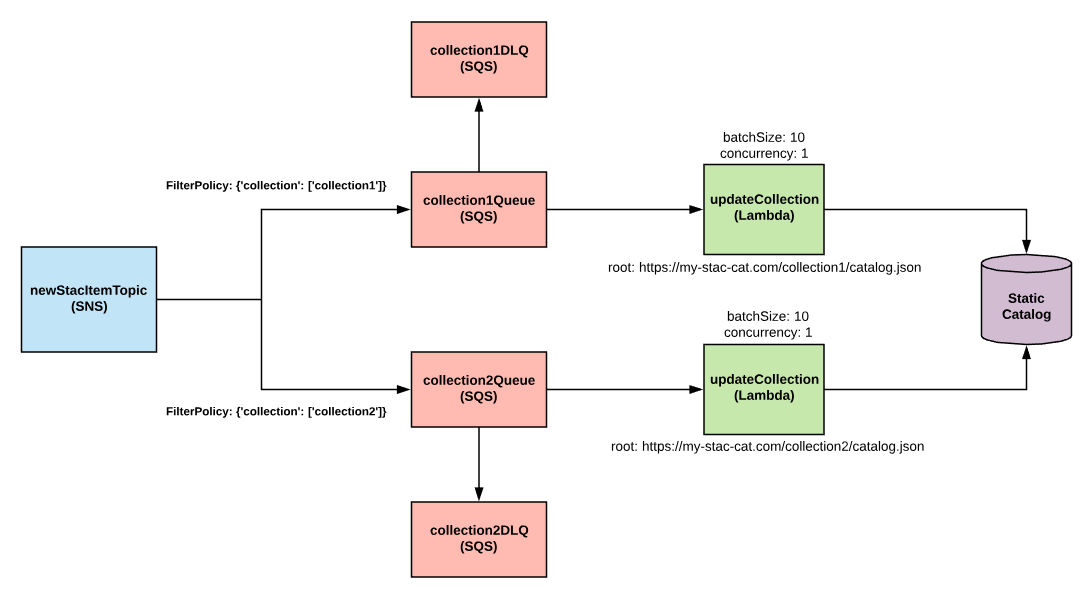 collection1DLQ
(SQS)
batchSize: 10
concurrency: 1
FilterPolicy: {'collection': ['collection1']}
collection1Queue
(SQS)
updateCollection
(Lambda)
root: https://my-stac-cat.com/collection1/catalog.json
newStacItemTopic
(SNS)
Static
Catalog
batchSize: 10
concurrency: 1
collection2Queue
(SQS)
updateCollection
(Lambda)
FilterPolicy: {'collection': ['collection2']}
root: https://my-stac-cat.com/collection2/catalog.json
collection2DLQ
(SQS)